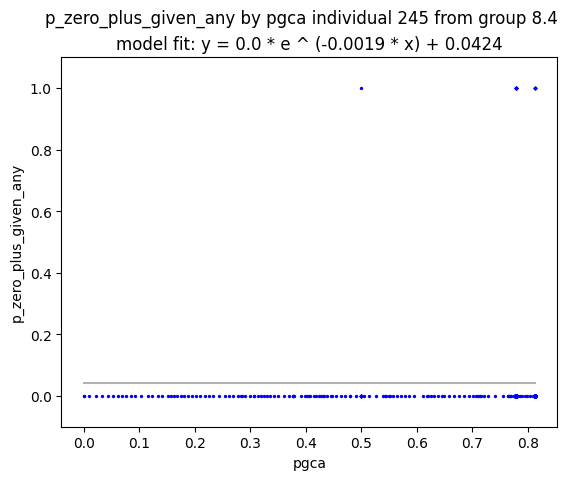 p_zero_plus_given_any by pgca individual 245 from group 8.4
model fit: y = 0.0 * e ^ (-0.0019 * x) + 0.0424
1.0
0.8
0.6
0.4
0.2
0.0
p_zero_plus_given_any
0.0 0.1 0.2 0.3 0.4 0.5 0.6 0.7 0.8
pgca